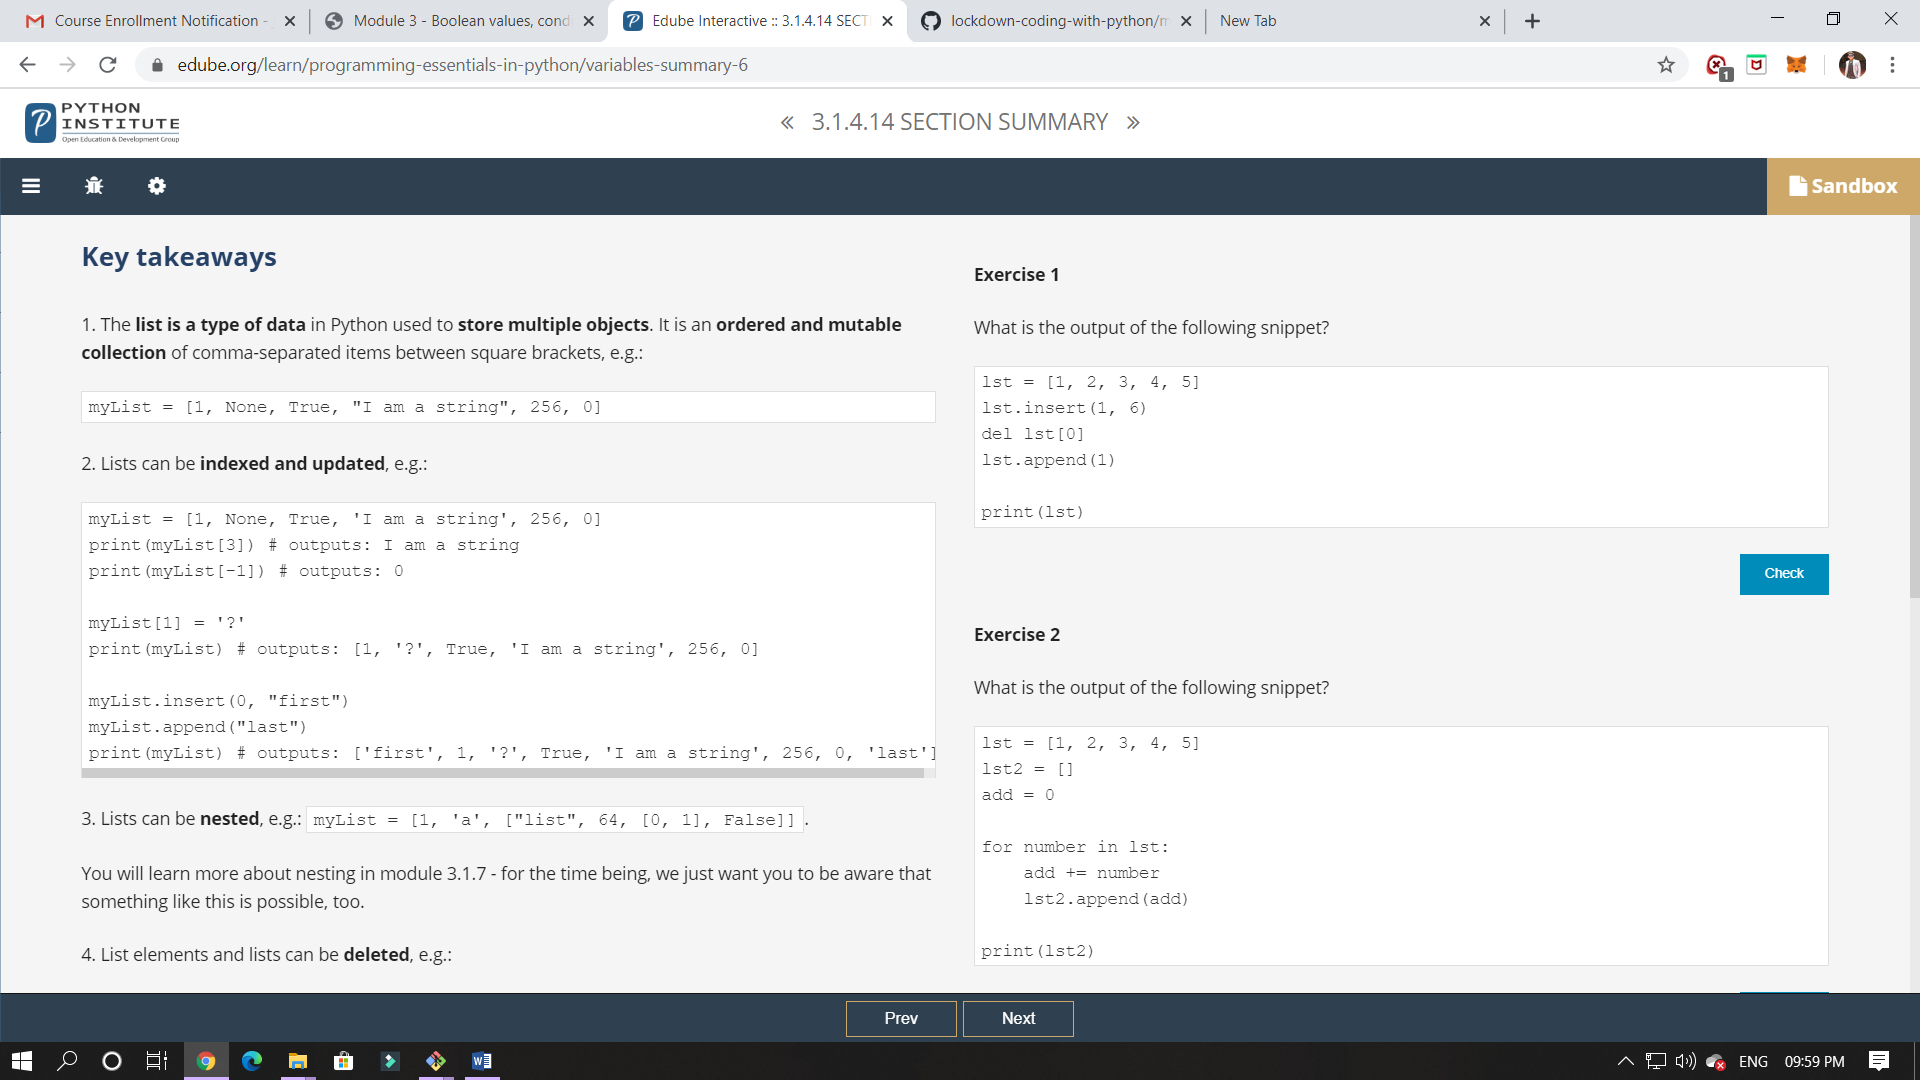 Course Enrollment Notification -
Module 3 - Boolean values, cond
Edube Interactive :: 3.1.4.14 SECT
lockdown-coding-with-python/m
New Tab
edube.org/learn/programming-essentials-in-python/variables-summary-6
1
PYTHON
INSTITUTE
Open Education & Development Group
« 3.1.4.14 SECTION SUMMARY »
Sandbox
Key takeaways
1. The list is a type of data in Python used to store multiple objects. It is an ordered and mutable
collection of comma-separated items between square brackets, e.g.:
myList = [1, None, True, "I am a string", 256, 0]
2. Lists can be indexed and updated, e.g.:
myList = [1, None, True, 'I am a string', 256, 0]
print(myList[3]) # outputs: I am a string
print(myList[-1]) # outputs: 0
myList[1] = '?'
print(myList) # outputs: [1, '?', True, 'I am a string', 256, 0]
myList.insert(0, "first")
myList.append("last")
print(myList) # outputs: ['first', 1, '?', True, 'I am a string', 256, 0, 'last']
3. Lists can be nested, e.g.: myList = [1, 'a', ["list", 64, [0, 1], False]] .
You will learn more about nesting in module 3.1.7 - for the time being, we just want you to be aware that
something like this is possible, too.
4. List elements and lists can be deleted, e.g.:
Exercise 1
What is the output of the following snippet?
lst = [1, 2, 3, 4, 5]
lst.insert(1, 6)
del lst[0]
lst.append(1)
print(lst)
Check
Exercise 2
What is the output of the following snippet?
lst = [1, 2, 3, 4, 5]
lst2 = []
add = 0
for number in lst:
    add += number
    lst2.append(add)
print(lst2)
Prev
Next
ENG
09:59 PM